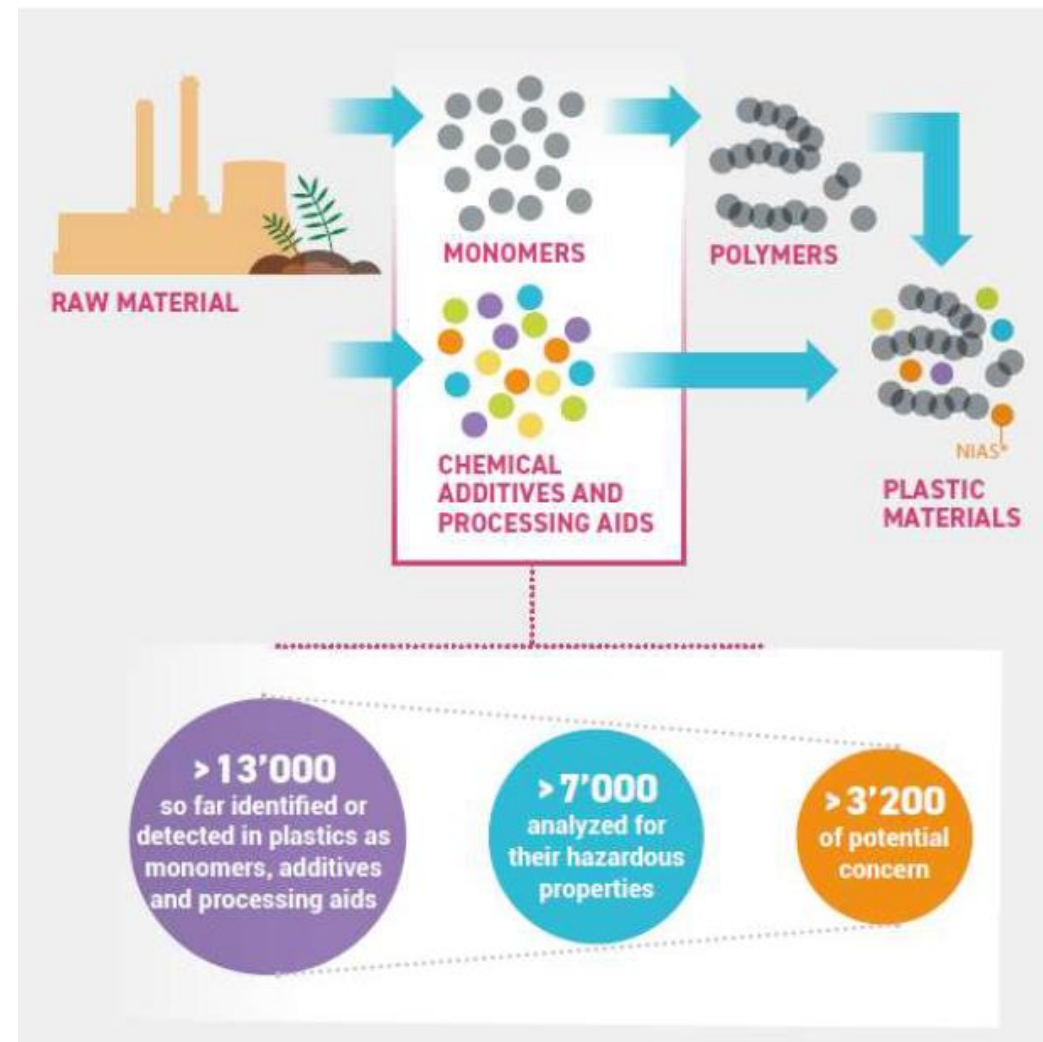 MONOMERS
POLYMERS
RAW MATERIAL
NIAS*
CHEMICAL
ADDITIVES AND
PROCESSING AIDS
PLASTIC
MATERIALS
>13'000
so far identified or
detected in plastics as
monomers, additives
and processing aids
>7'000
analyzed for
their hazardous
properties
>3'200
of potential
concern